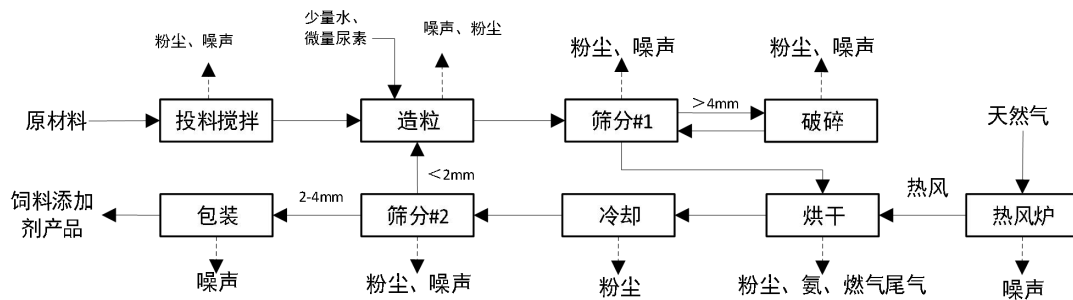 少量水、
微量尿素
粉尘、噪声
噪声、粉尘
粉尘、噪声
粉尘、噪声
原材料
投料搅拌
造粒
筛分#1
>4mm
破碎
天然气
<2mm
饲料添加
剂产品
包装
2-4mm
筛分#2
冷却
烘干
热风
热风炉
噪声
粉尘、噪声
粉尘
粉尘、氨、燃气尾气
噪声